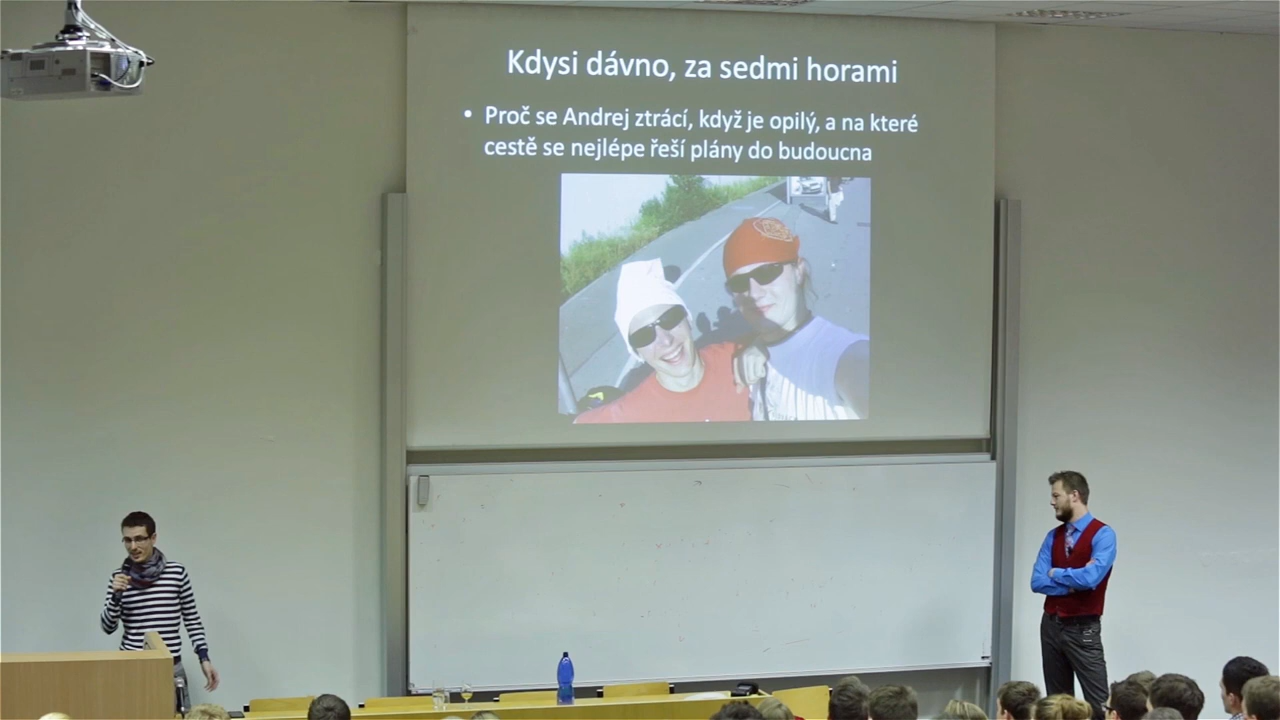 Kdysi dávno, za sedmi horami
• Proč se Andrej ztrácí, když je opilý, a na které
cestě se nejlépe řeší plány do budoucna